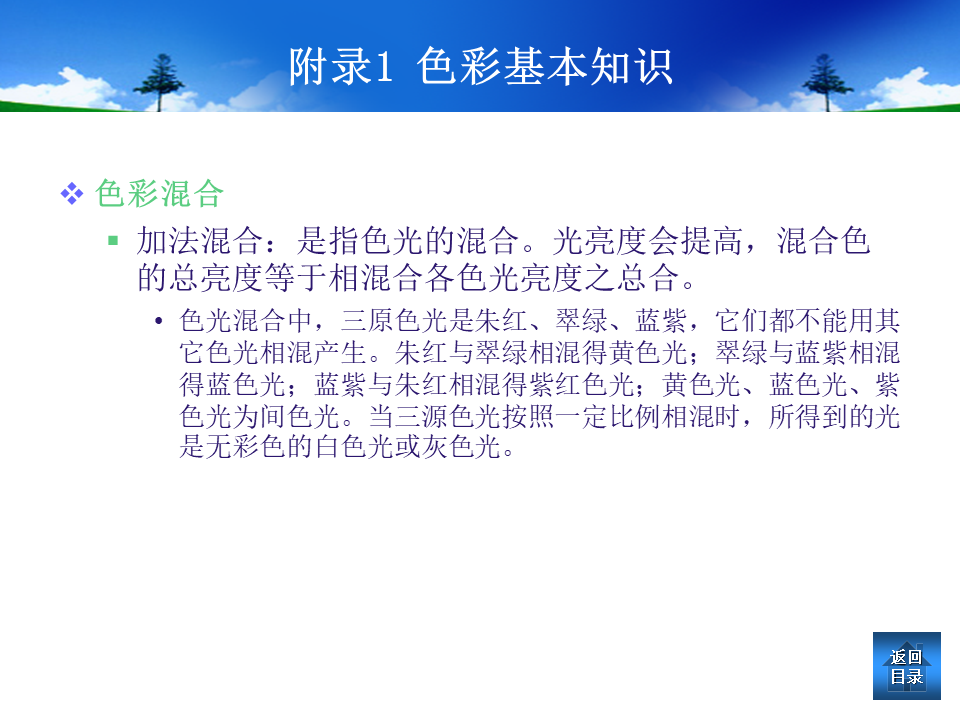 附录1 色彩基本知识
色彩混合
加法混合：是指色光的混合。光亮度会提高，混合色
的总亮度等于相混合各色光亮度之总合。
色光混合中，三原色光是朱红、翠绿、蓝紫，它们都不能用其
它色光相混产生。朱红与翠绿相混得黄色光；翠绿与蓝紫相混
得蓝色光；蓝紫与朱红相混得紫红色光；黄色光、蓝色光、紫
色光为间色光。当三源色光按照一定比例相混时，所得到的光
是无彩色的白色光或灰色光。
返回
目录